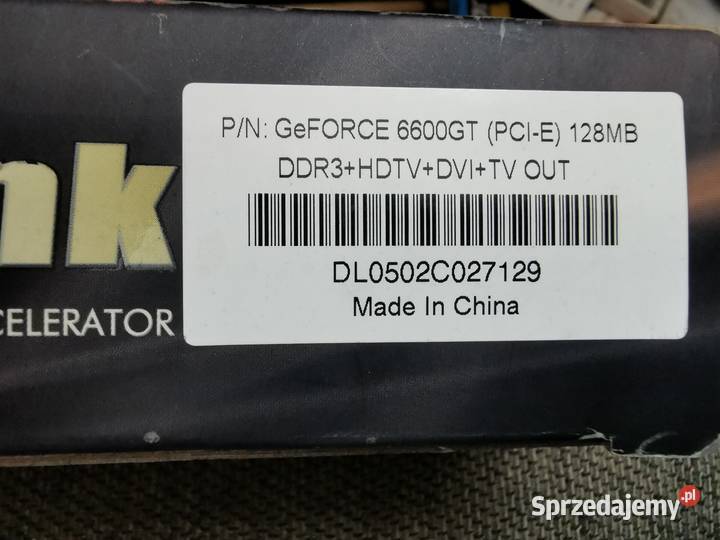 P/N: GeFORCE 6600GT (PCI-E) 128MB
DDR3+HDTV+DVI+TV OUT
DL0502C027129
Made In China
nk
CELERATOR
Sprzedajemy.pl